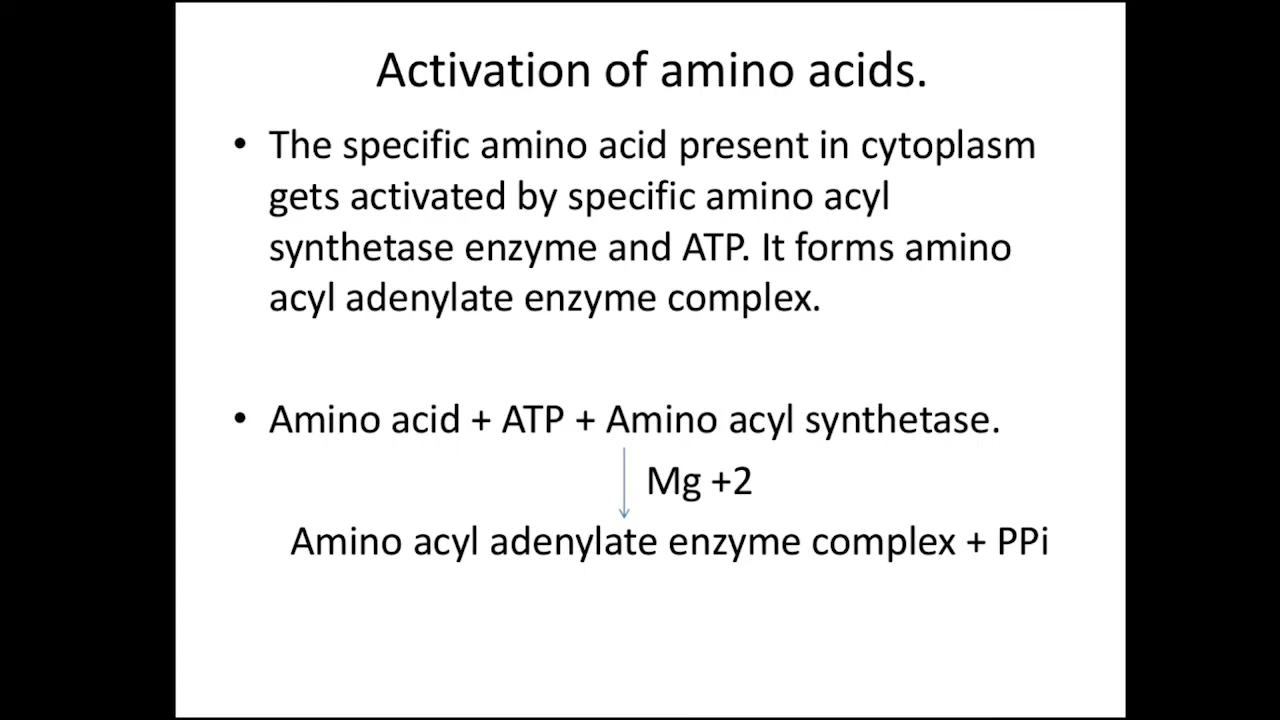 Activation of amino acids.
• The specific amino acid present in cytoplasm
gets activated by specific amino acyl
synthetase enzyme and ATP. It forms amino
acyl adenylate enzyme complex.
• Amino acid + ATP + Amino acyl synthetase.
Mg +2
Amino acyl adenylate enzyme complex + PPi